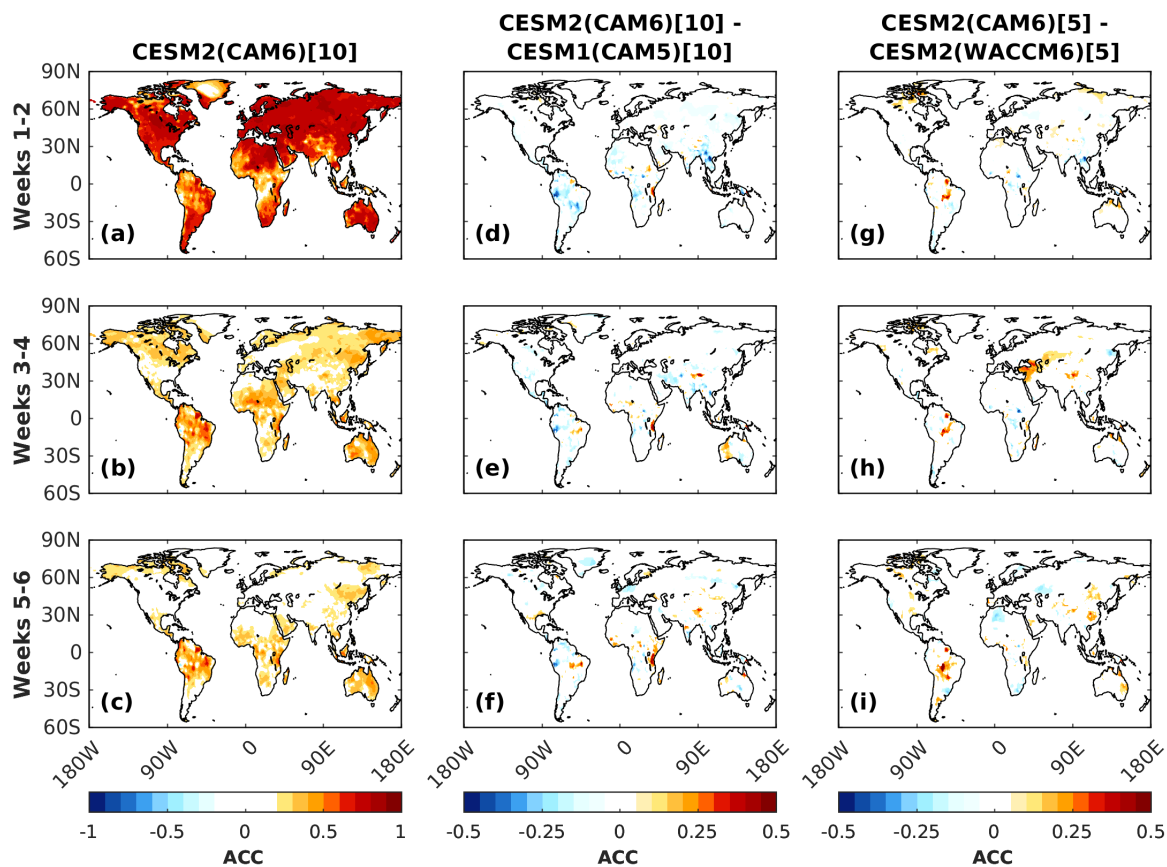 CESM2(CAM6)[10]
CESM2(CAM6)[10] -
CESM1(CAM5)[10]
CESM2(CAM6)[5] -
CESM2(WACCM6)[5]
Weeks 1-2
90N
60N
30N
0
30S
60S
(a)
(d)
(g)
Weeks 3-4
90N
60N
30N
0
30S
60S
(b)
(e)
(h)
Weeks 5-6
90N
60N
30N
0
30S
60S
(c)
(f)
(i)
180W 90W 0 90E 180E
180W 90W 0 90E 180E
180W 90W 0 90E 180E
-1 -0.5 0 0.5 1
ACC
-0.5 -0.25 0 0.25 0.5
ACC
-0.5 -0.25 0 0.25 0.5
ACC